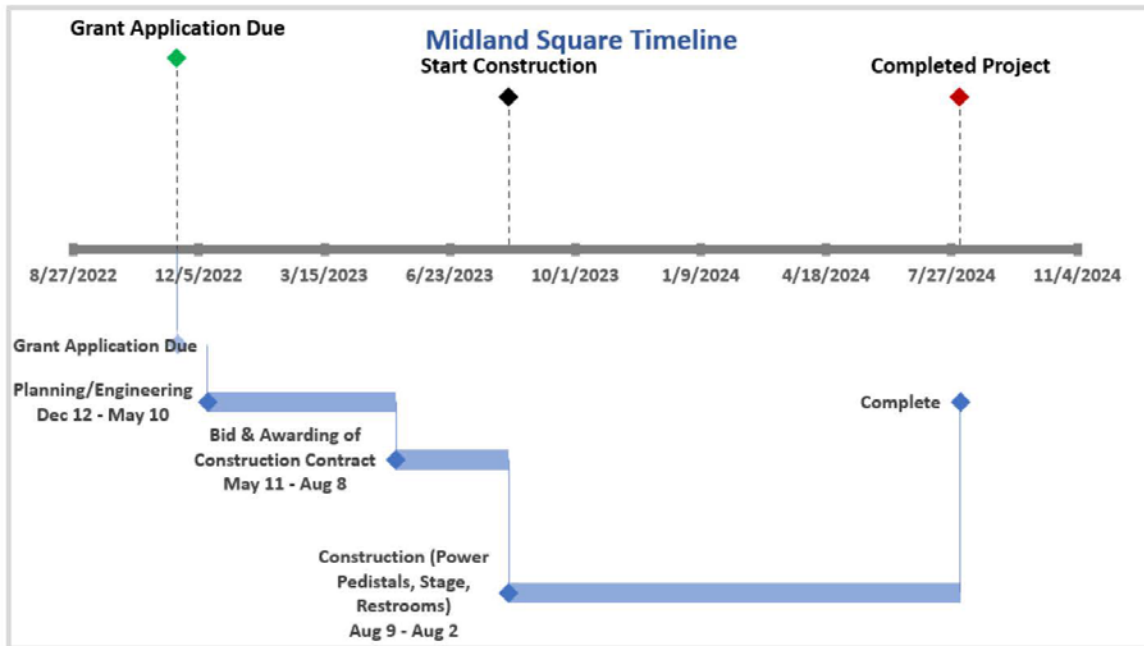 Grant Application Due
Midland Square Timeline
Start Construction
Completed Project
8/27/2022
12/5/2022
3/15/2023
6/23/2023
10/1/2023
1/9/2024
4/18/2024
7/27/2024
11/4/2024
Grant Application Due
Planning/Engineering
Dec 12 - May 10
Complete
Bid & Awarding of
Construction Contract
May 11 - Aug 8
Construction (Power
Pedistals, Stage,
Restrooms)
Aug 9 - Aug 2